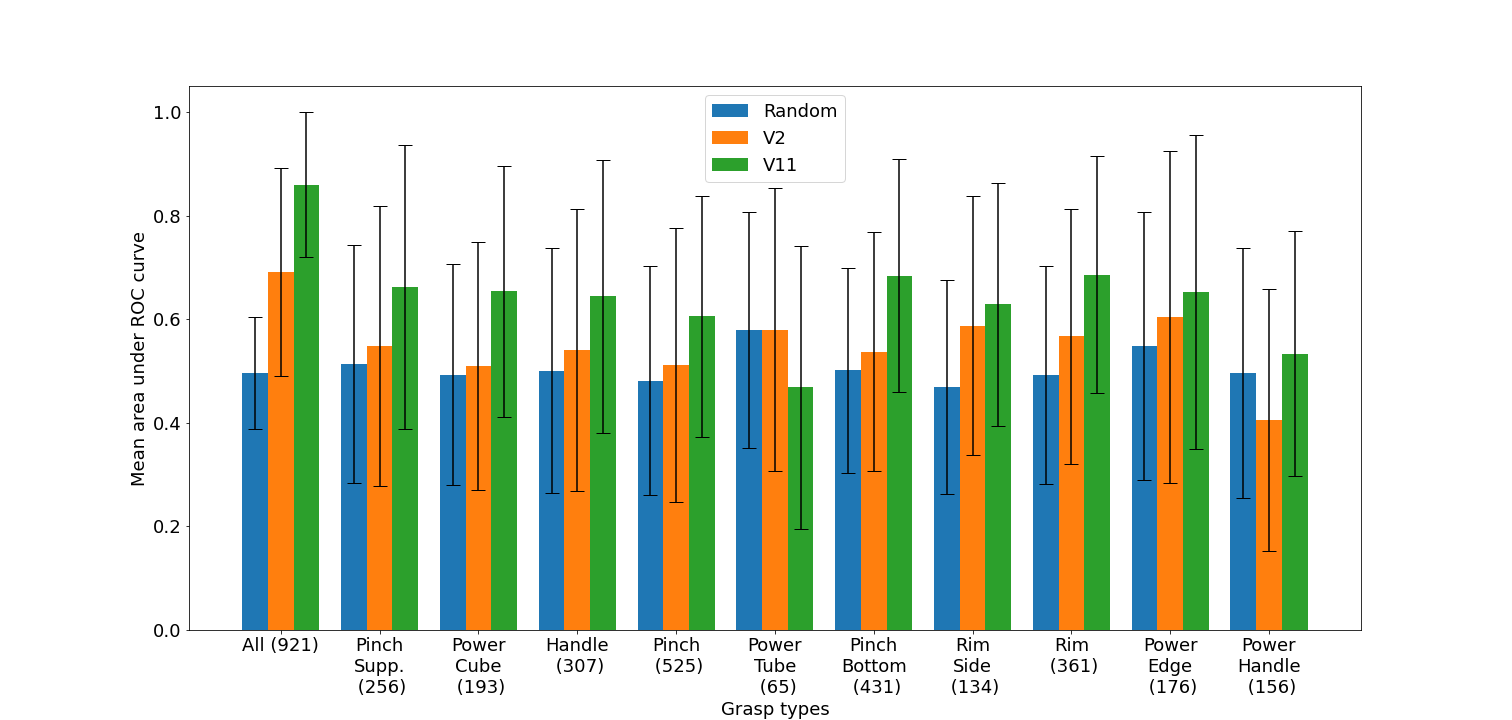 Random
V2
V11
Mean area under ROC curve
1.0
0.8
0.6
0.4
0.2
0.0
All (921)
Pinch
Supp.
(256)
Power
Cube
(193)
Handle
(307)
Pinch
(525)
Power
Tube
(65)
Pinch
Bottom
(431)
Rim
Side
(134)
Rim
(361)
Power
Edge
(176)
Power
Handle
(156)
Grasp types